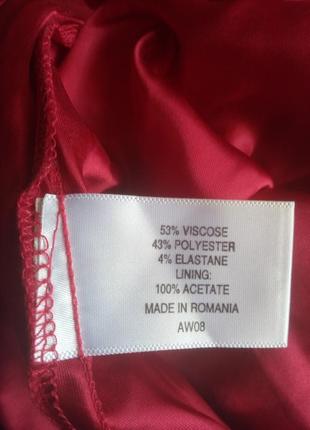 53% VISCOSE
43% POLYESTER
4% ELASTANE
LINING:
100% ACETATE
MADE IN ROMANIA
AW08